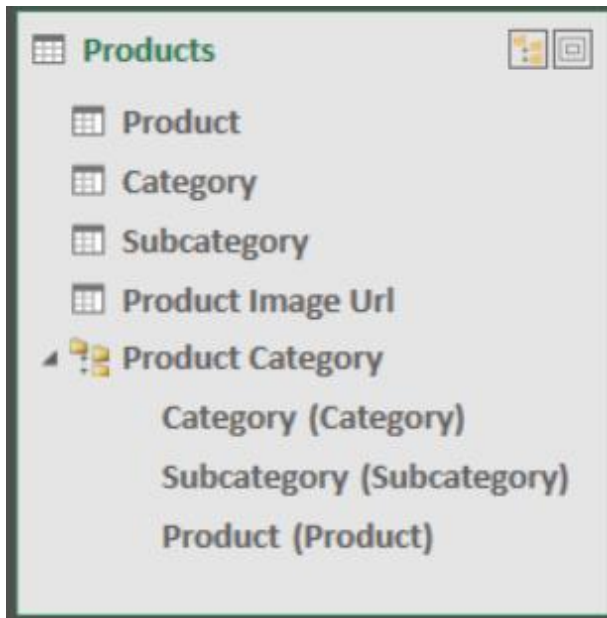 Products
Product
Category
Subcategory
Product Image Url
Product Category
Category (Category)
Subcategory (Subcategory)
Product (Product)